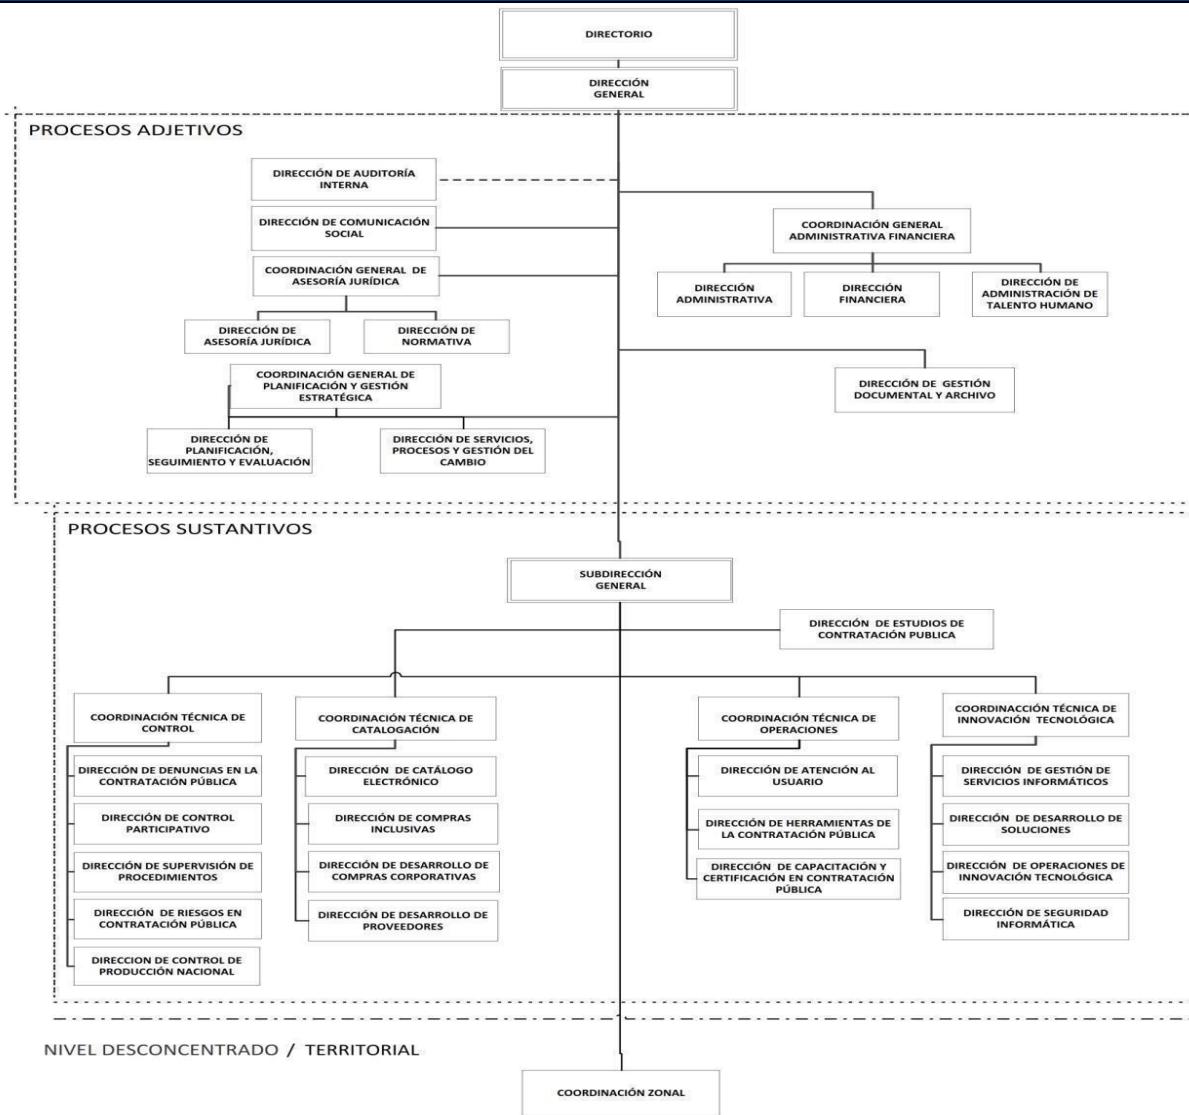 DIRECTORIO
DIRECCIÓN
GENERAL
PROCESOS ADJETIVOS
DIRECCIÓN DE AUDITORÍA
INTERNA
DIRECCIÓN DE COMUNICACIÓN
SOCIAL
COORDINACIÓN GENERAL DE
ASESORÍA JURÍDICA
DIRECCIÓN DE
ASESORÍA JURÍDICA
DIRECCIÓN DE
NORMATIVA
COORDINACIÓN GENERAL DE
PLANIFICACIÓN Y GESTIÓN
ESTRATÉGICA
DIRECCIÓN DE
PLANIFICACIÓN,
SEGUIMIENTO Y EVALUACIÓN
DIRECCIÓN DE SERVICIOS,
PROCESOS Y GESTIÓN DEL
CAMBIO
COORDINACIÓN GENERAL
ADMINISTRATIVA FINANCIERA
DIRECCIÓN
ADMINISTRATIVA
DIRECCIÓN
FINANCIERA
DIRECCIÓN DE
ADMINISTRACIÓN DE
TALENTO HUMANO
DIRECCIÓN DE GESTIÓN
DOCUMENTAL Y ARCHIVO
PROCESOS SUSTANTIVOS
SUBDIRECCIÓN
GENERAL
DIRECCIÓN DE ESTUDIOS DE
CONTRATACIÓN PUBLICA
COORDINACIÓN TÉCNICA DE
CONTROL
DIRECCIÓN DE DENUNCIAS EN LA
CONTRATACIÓN PÚBLICA
DIRECCIÓN DE CONTROL
PARTICIPATIVO
DIRECCIÓN DE SUPERVISIÓN DE
PROCEDIMIENTOS
DIRECCIÓN DE RIESGOS EN
CONTRATACIÓN PÚBLICA
DIRECCION DE CONTROL DE
PRODUCCIÓN NACIONAL
COORDINACIÓN TÉCNICA DE
CATALOGACIÓN
DIRECCIÓN DE CATÁLOGO
ELECTRÓNICO
DIRECCIÓN DE COMPRAS
INCLUSIVAS
DIRECCIÓN DE DESARROLLO DE
COMPRAS CORPORATIVAS
DIRECCIÓN DE DESARROLLO DE
PROVEEDORES
COORDINACIÓN TÉCNICA DE
OPERACIONES
DIRECCIÓN DE ATENCIÓN AL
USUARIO
DIRECCIÓN DE HERRAMIENTAS DE
LA CONTRATACIÓN PÚBLICA
DIRECCIÓN DE CAPACITACIÓN Y
CERTIFICACIÓN EN CONTRATACIÓN
PÚBLICA
COORDINACCIÓN TÉCNICA DE
INNOVACIÓN TECNOLÓGICA
DIRECCIÓN DE GESTIÓN DE
SERVICIOS INFORMÁTICOS
DIRECCIÓN DE DESARROLLO DE
SOLUCIONES
DIRECCIÓN DE OPERACIONES DE
INNOVACIÓN TECNOLÓGICA
DIRECCIÓN DE SEGURIDAD
INFORMÁTICA
NIVEL DESCONCENTRADO / TERRITORIAL
COORDINACIÓN ZONAL